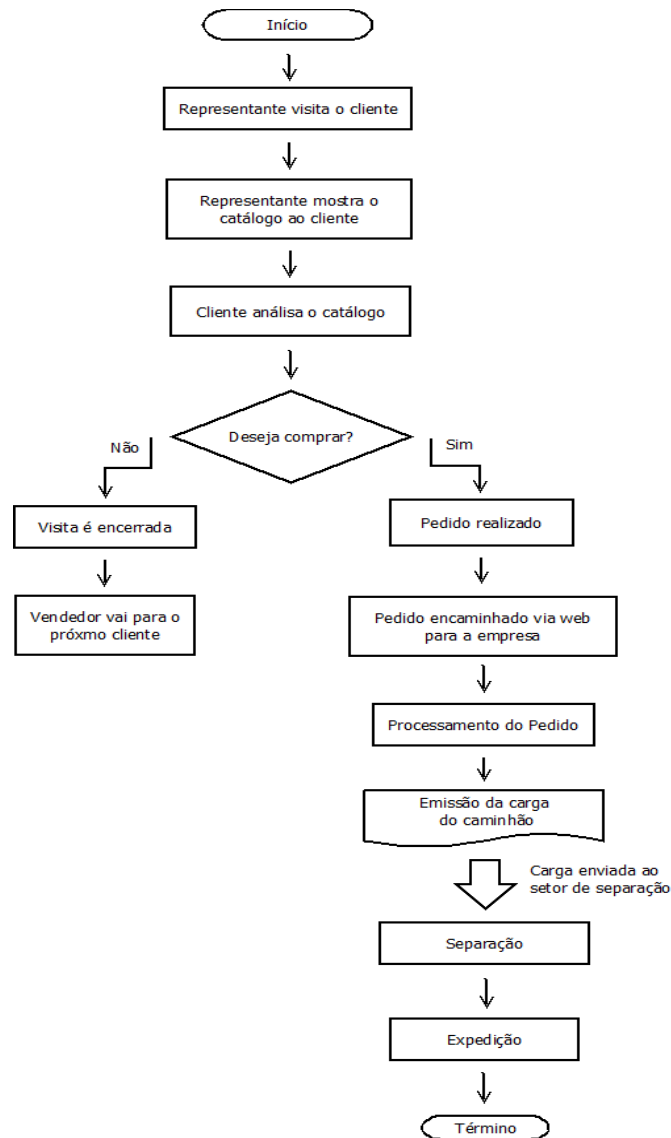 Início
Representante visita o cliente
Representante mostra o
catálogo ao cliente
Cliente análisa o catálogo
Deseja comprar?
Não
Sim
Visita é encerrada
Pedido realizado
Vendedor vai para o
próxmo cliente
Pedido encaminhado via web
para a empresa
Processamento do Pedido
Emissão da carga
do caminhão
Carga enviada ao
setor de separação
Separação
Expedição
Término